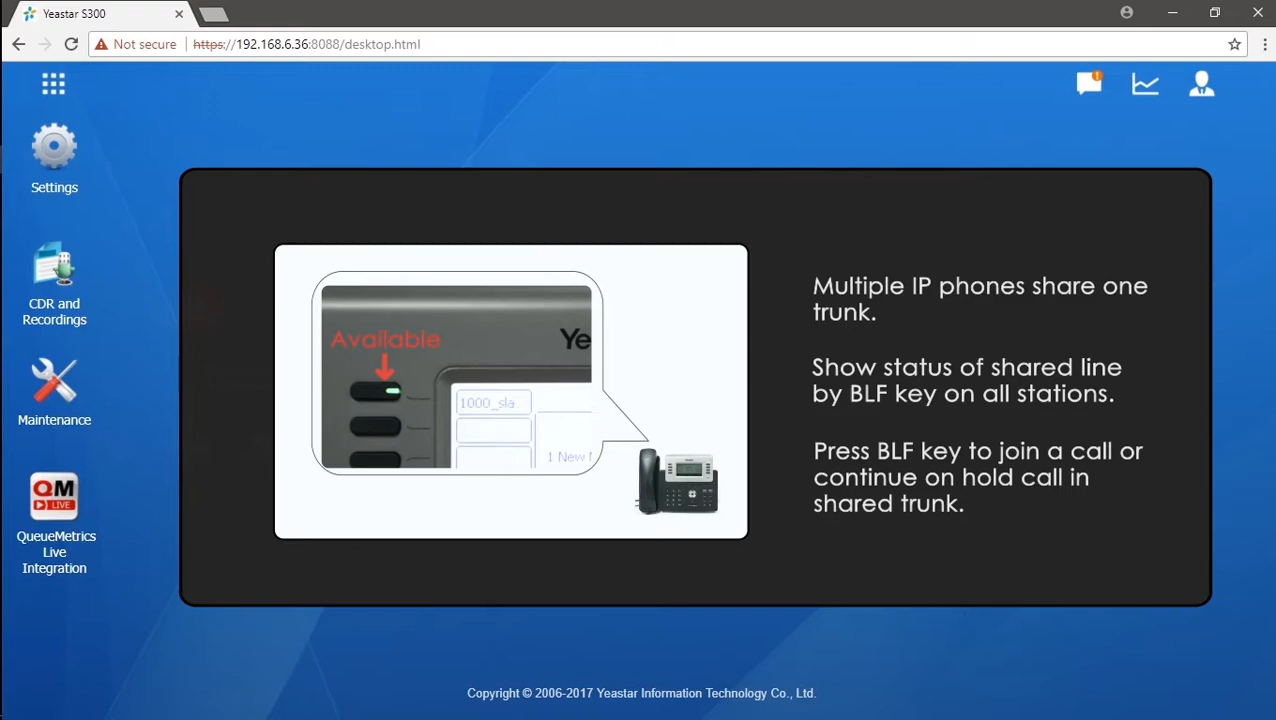 Yeastar S300
Not secure
https://192.168.6.36:8088/desktop.html
Settings
CDR and
Recordings
Maintenance
QM
LIVE
QueueMetrics
Live
Integration
Available
Ye
1000_sla
1 New
Multiple IP phones share one
trunk.
Show status of shared line
by BLF key on all stations.
Press BLF key to join a call or
continue on hold call in
shared trunk.
Copyright © 2006-2017 Yeastar Information Technology Co., Ltd.